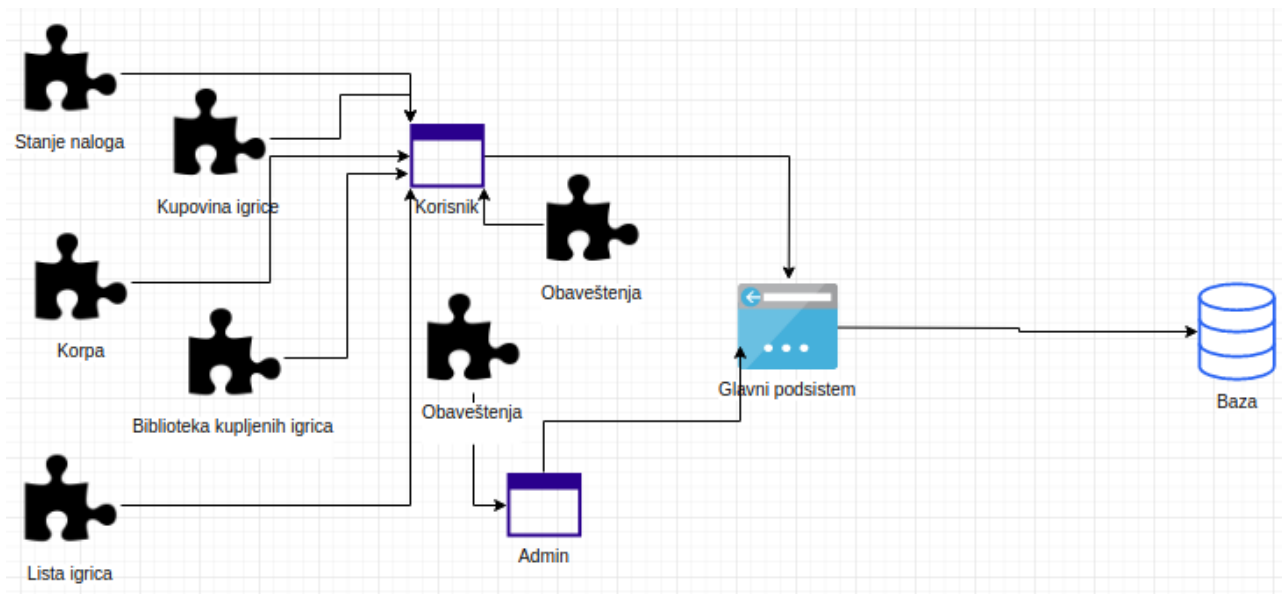 Stanje naloga
Kupovina igrice
Korisnik
Obaveštenja
Korpa
Glavni podsistem
Baza
Obaveštenja
Biblioteka kupljenih igrica
Admin
Lista igrica